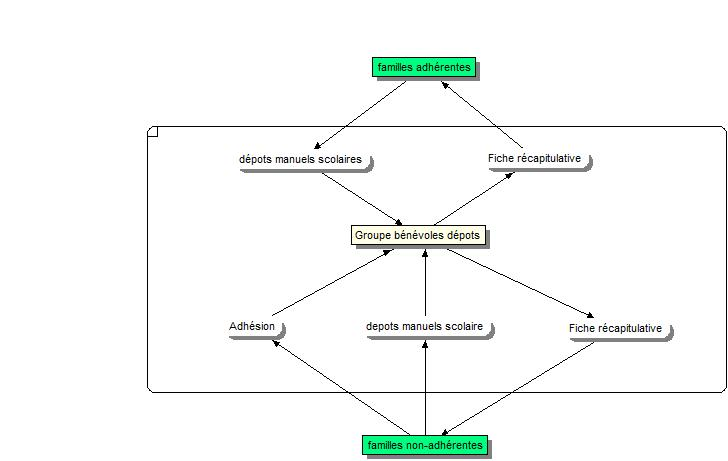 familles adhérentes
dépots manuels scolaires
Fiche récapitulative
Groupe bénévoles dépots
Adhésion
depots manuels scolaire
Fiche récapitulative
familles non-adhérentes